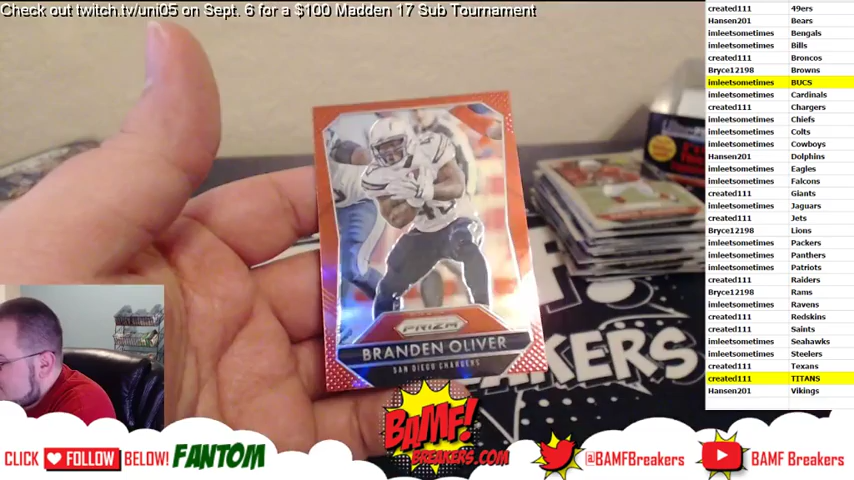 Check out twitch.tv/uni05 on Sept. 6 for a $100 Madden 17 Sub Tournament
created111 49ers
Hansen201 Bears
imleetsometimes Bengals
imleetsometimes Bills
created111 Broncos
Bryce12198 Browns
imleetsometimes BUCS
imleetsometimes Cardinals
created111 Chargers
imleetsometimes Chiefs
imleetsometimes Colts
imleetsometimes Cowboys
Hansen201 Dolphins
imleetsometimes Eagles
imleetsometimes Falcons
created111 Giants
imleetsometimes Jaguars
created111 Jets
Bryce12198 Lions
imleetsometimes Packers
imleetsometimes Panthers
imleetsometimes Patriots
created111 Raiders
Bryce12198 Rams
imleetsometimes Ravens
created111 Redskins
created111 Saints
imleetsometimes Seahawks
imleetsometimes Steelers
created111 Texans
created111 TITANS
Hansen201 Vikings
PRIZM
BRANDEN OLIVER
SAN DIEGO CHARGERS
EAKERS
CLICK FOLLOW BELOW! FANTOM
BAMF!
BREAKERS.COM
@BAMFBreakers
BAMF Breakers